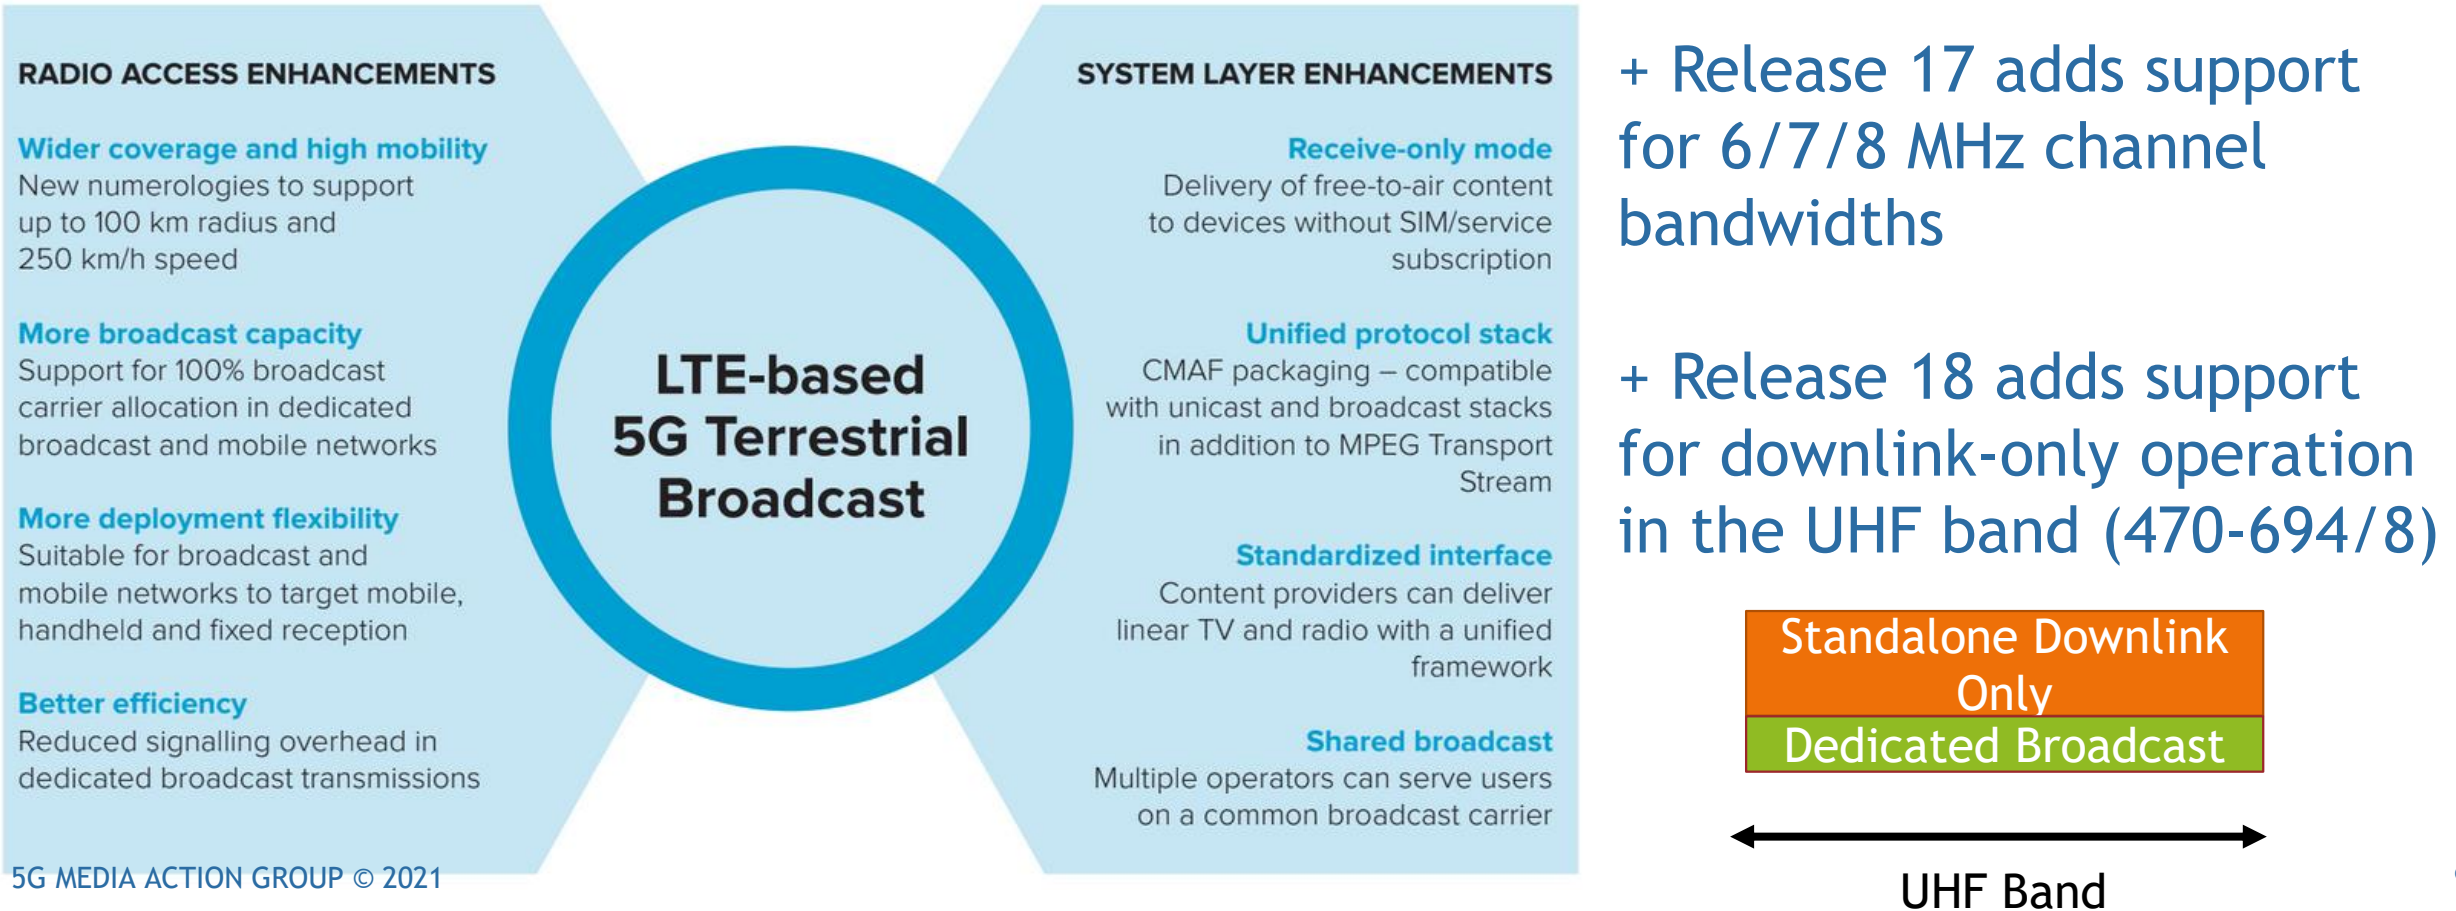 RADIO ACCESS ENHANCEMENTS
Wider coverage and high mobility
New numerologies to support
up to 100 km radius and
250 km/h speed
More broadcast capacity
Support for 100% broadcast
carrier allocation in dedicated
broadcast and mobile networks
More deployment flexibility
Suitable for broadcast and
mobile networks to target mobile,
handheld and fixed reception
Better efficiency
Reduced signalling overhead in
dedicated broadcast transmissions
5G MEDIA ACTION GROUP © 2021
LTE-based
5G Terrestrial
Broadcast
SYSTEM LAYER ENHANCEMENTS
Receive-only mode
Delivery of free-to-air content
to devices without SIM/service
subscription
Unified protocol stack
CMAF packaging – compatible
with unicast and broadcast stacks
in addition to MPEG Transport
Stream
Standardized interface
Content providers can deliver
linear TV and radio with a unified
framework
Shared broadcast
Multiple operators can serve users
on a common broadcast carrier
+ Release 17 adds support
for 6/7/8 MHz channel
bandwidths
+ Release 18 adds support
for downlink-only operation
in the UHF band (470-694/8)
Standalone Downlink
Only
Dedicated Broadcast
UHF Band